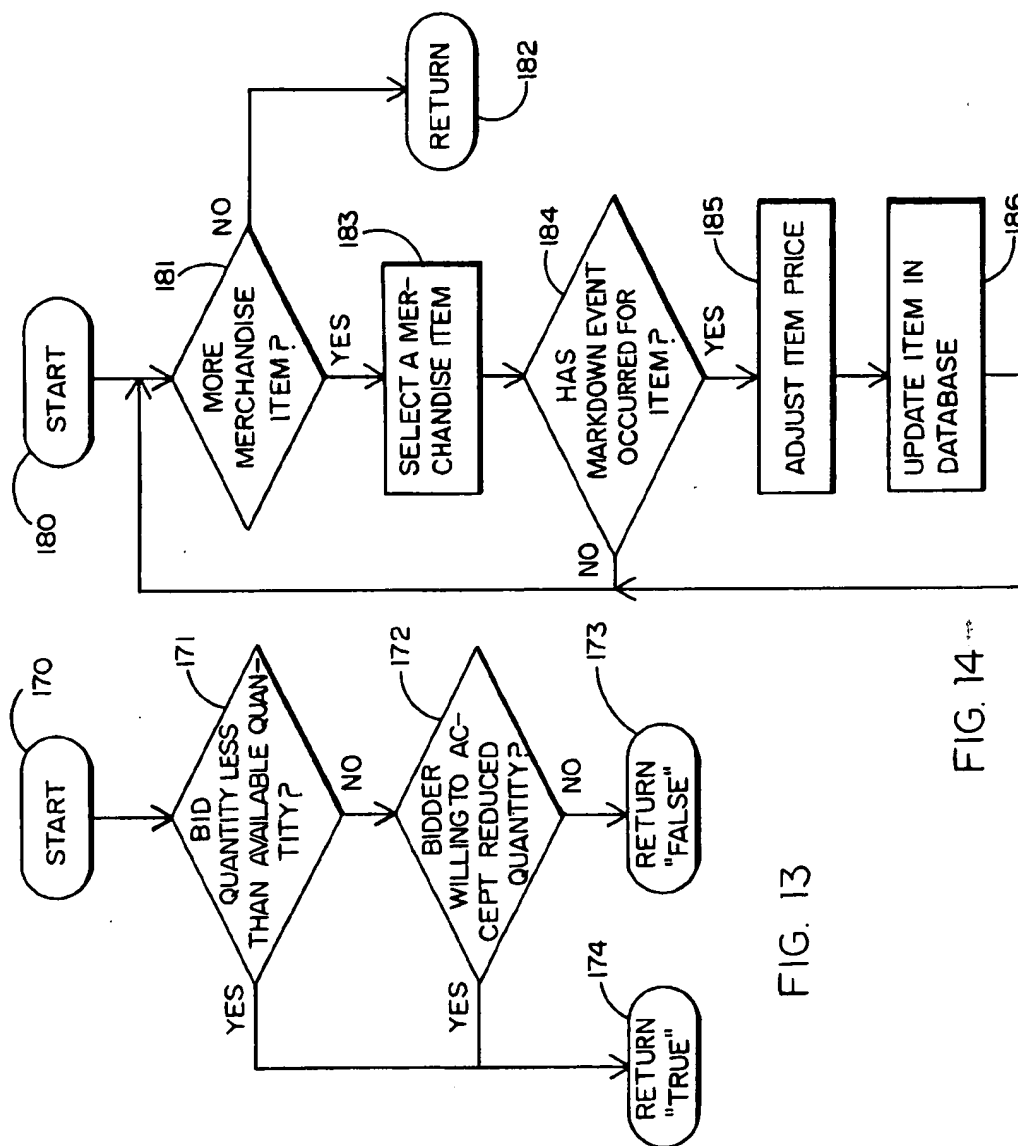 170
START
171
BID
QUANTITY LESS
THAN AVAILABLE QUAN-
TITY?
YES
NO
172
BIDDER
WILLING TO AC-
CEPT REDUCED
QUANTITY?
YES
NO
174
RETURN
"TRUE"
173
RETURN
"FALSE"
FIG. 13
180
START
181
MORE
MERCHANDISE
ITEM?
NO
RETURN
182
YES
183
SELECT A MER-
CHANDISE ITEM
184
HAS
MARKDOWN EVENT
OCCURRED FOR
ITEM?
NO
YES
185
ADJUST ITEM PRICE
186
UPDATE ITEM IN
DATABASE
FIG. 14